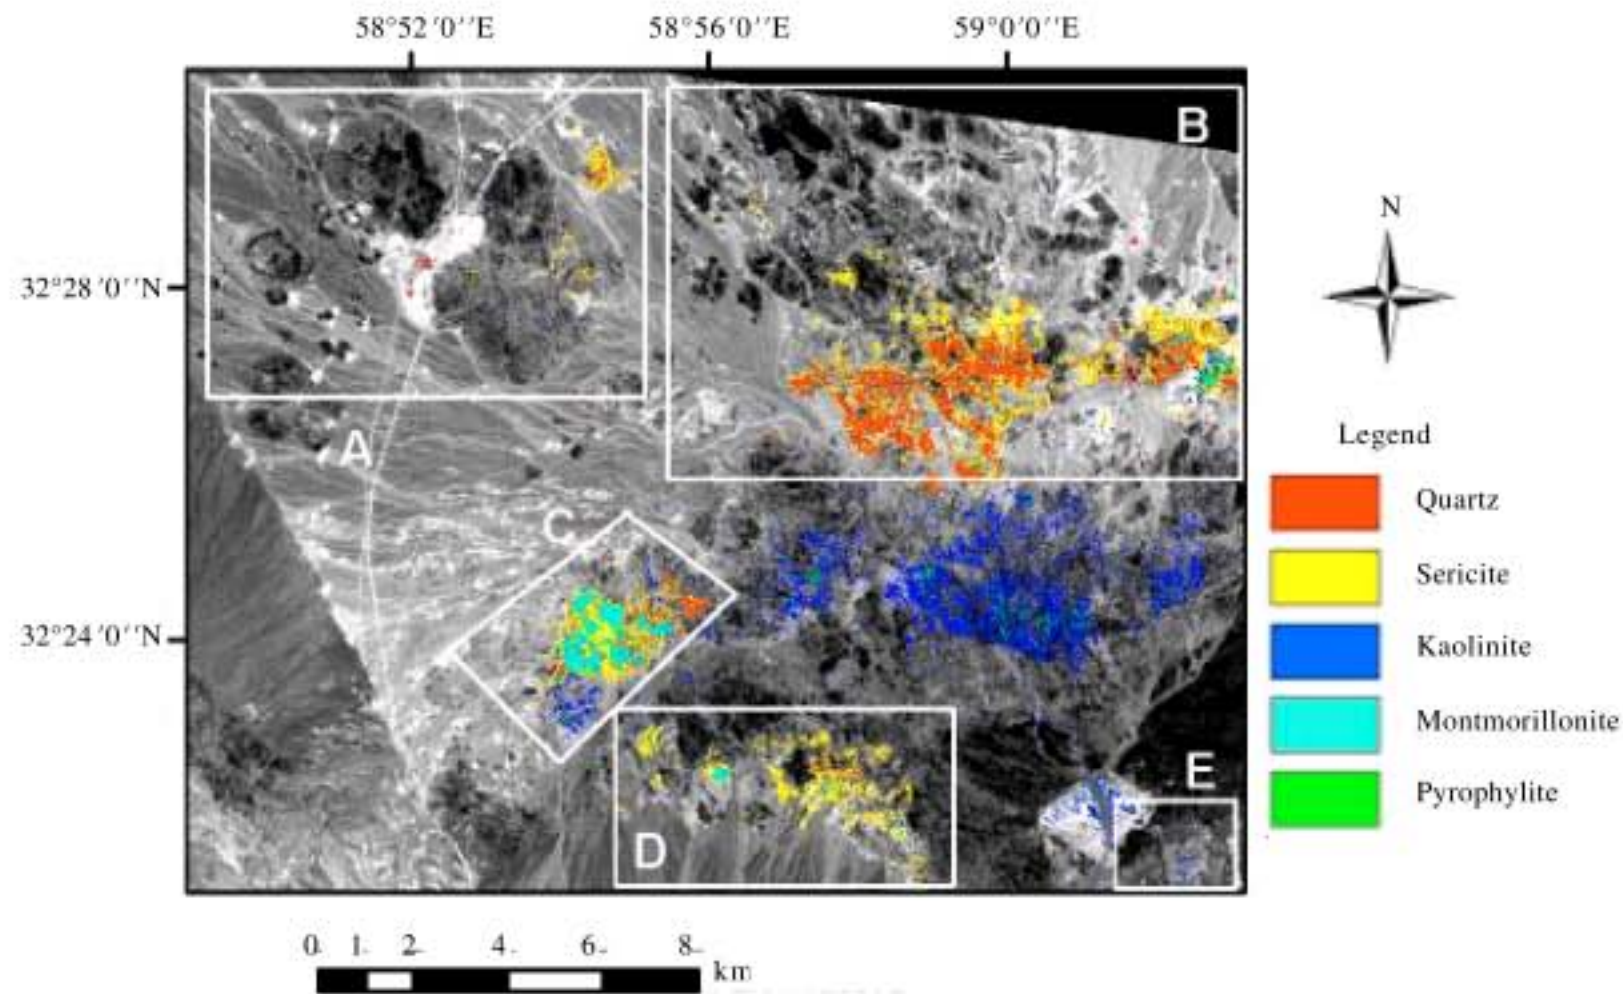 58°52′0′′E 58°56′0′′E 59°0′0′′E
B
N
32°28′0′′N
A
Legend
Quartz
C
Sericite
32°24′0′′N
Kaolinite
Montmorillonite
E
Pyrophylite
D
0 1 2 4 6 8
km